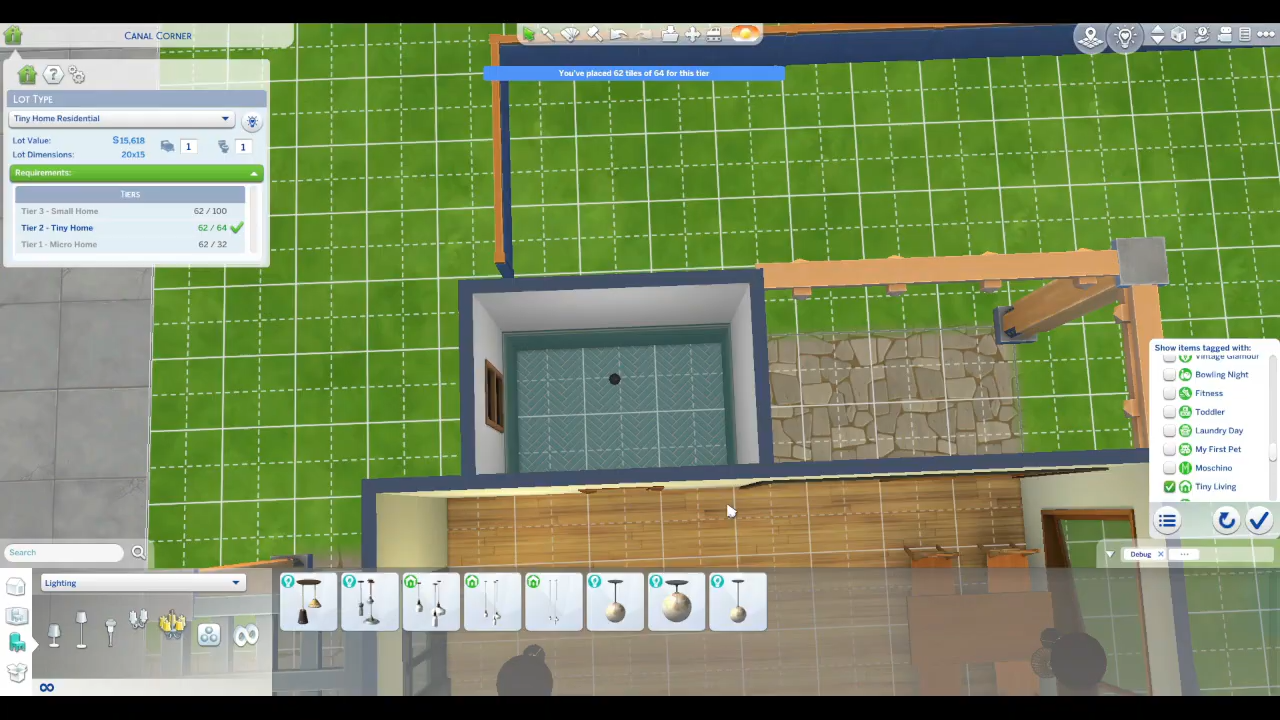 CANAL CORNER
You've placed 62 tiles of 64 for this tier
LOT TYPE
Tiny Home Residential
Lot Value: §15,618 1 1
Lot Dimensions: 20x15
Requirements:
TIERS
Tier 3 - Small Home 62 / 100
Tier 2 - Tiny Home 62 / 64
Tier 1 - Micro Home 62 / 32
Show items tagged with:
Vintage Glamour
Bowling Night
Fitness
Toddler
Laundry Day
My First Pet
Moschino
Tiny Living
Debug ...
Search
Lighting